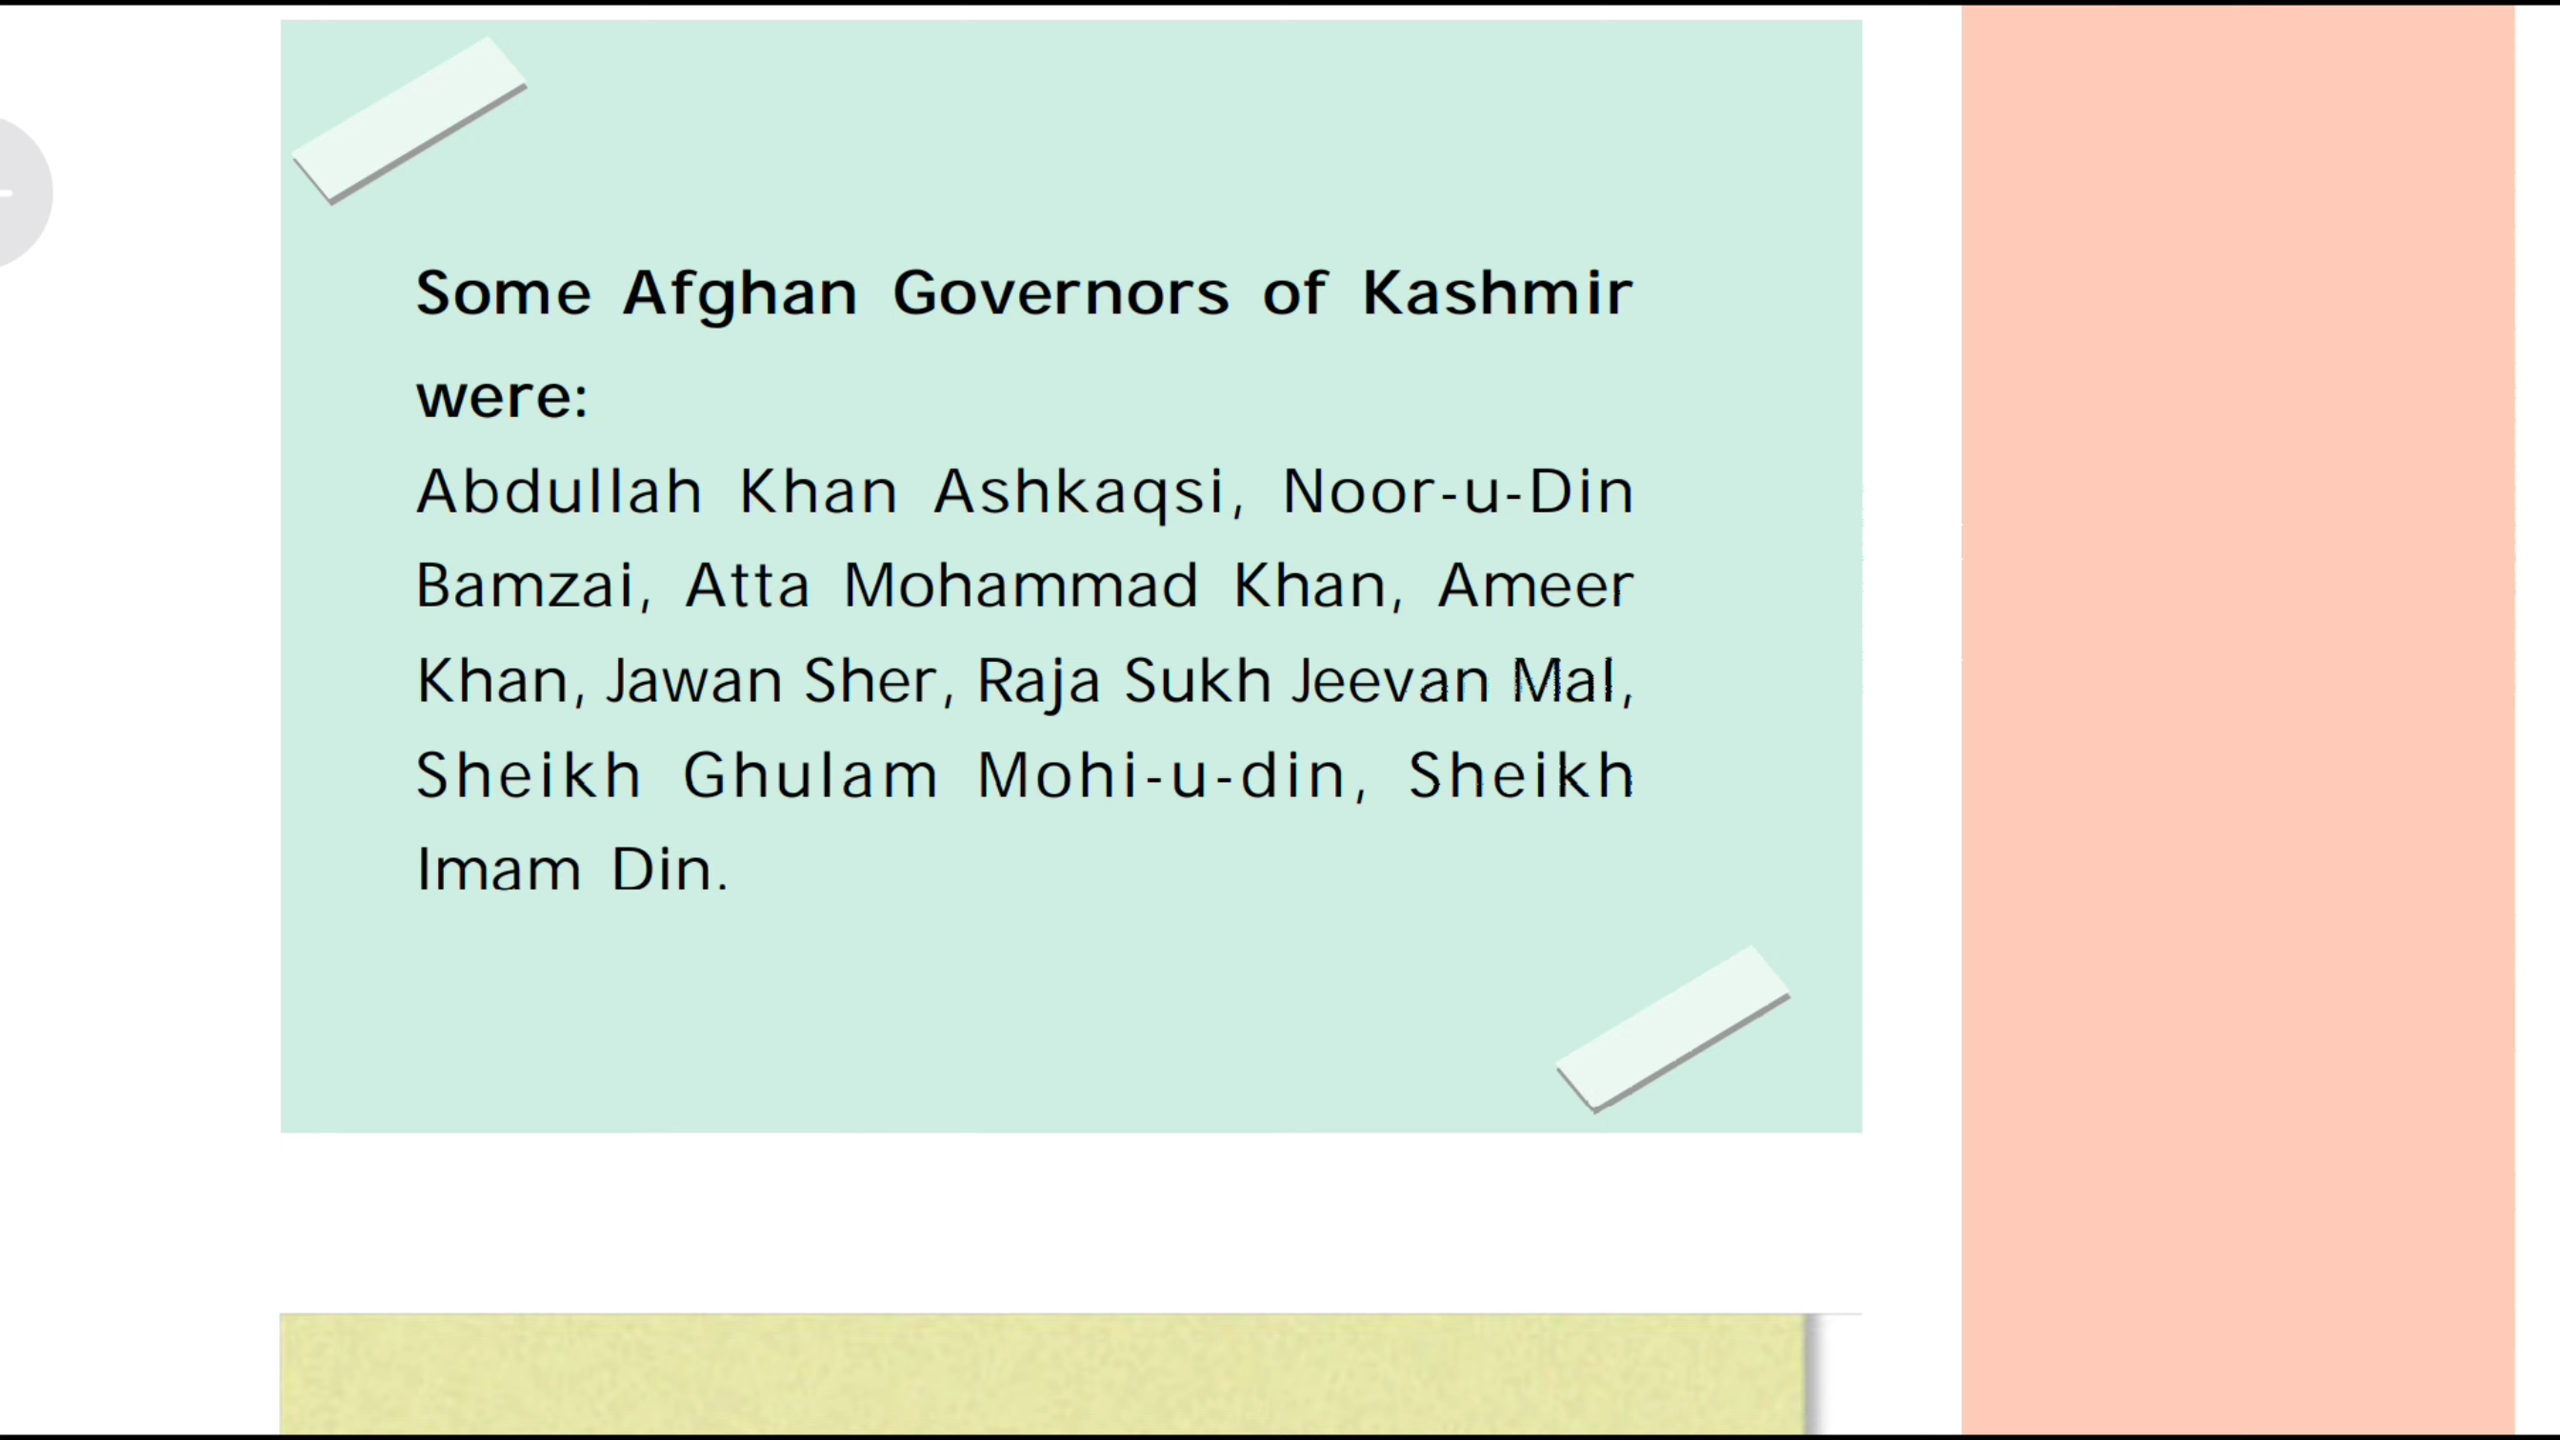 Some Afghan Governors of Kashmir
were:
Abdullah Khan Ashkaqsi, Noor-u-Din
Bamzai, Atta Mohammad Khan, Ameer
Khan, Jawan Sher, Raja Sukh Jeevan Mal,
Sheikh Ghulam Mohi-u-din, Sheikh
Imam Din.